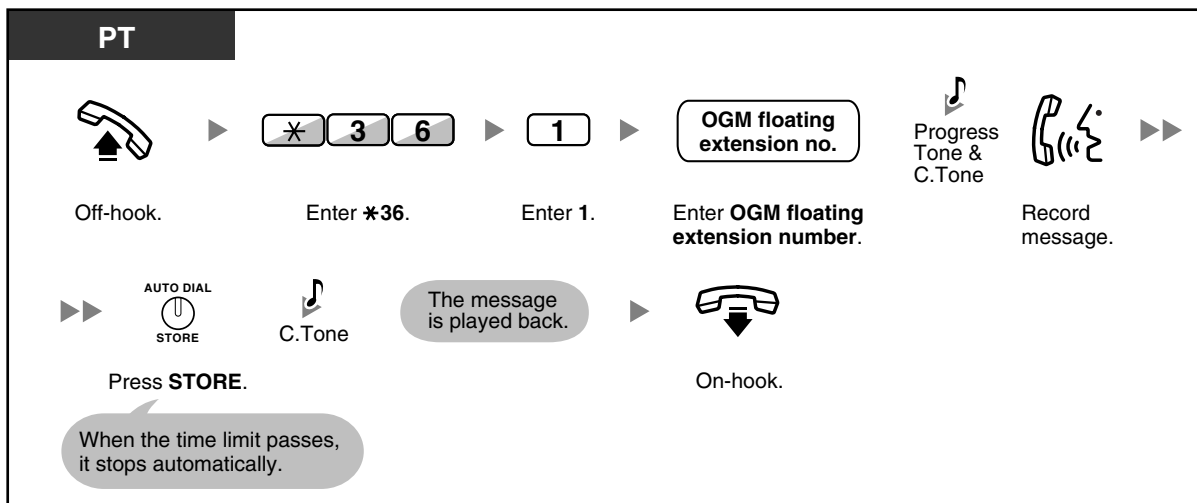 PT
✳ 3 6
1
OGM floating
extension no.
Progress
Tone &
C.Tone
Off-hook.
Enter ✳36.
Enter 1.
Enter OGM floating
extension number.
Record
message.
AUTO DIAL
STORE
C.Tone
The message
is played back.
Press STORE.
On-hook.
When the time limit passes,
it stops automatically.